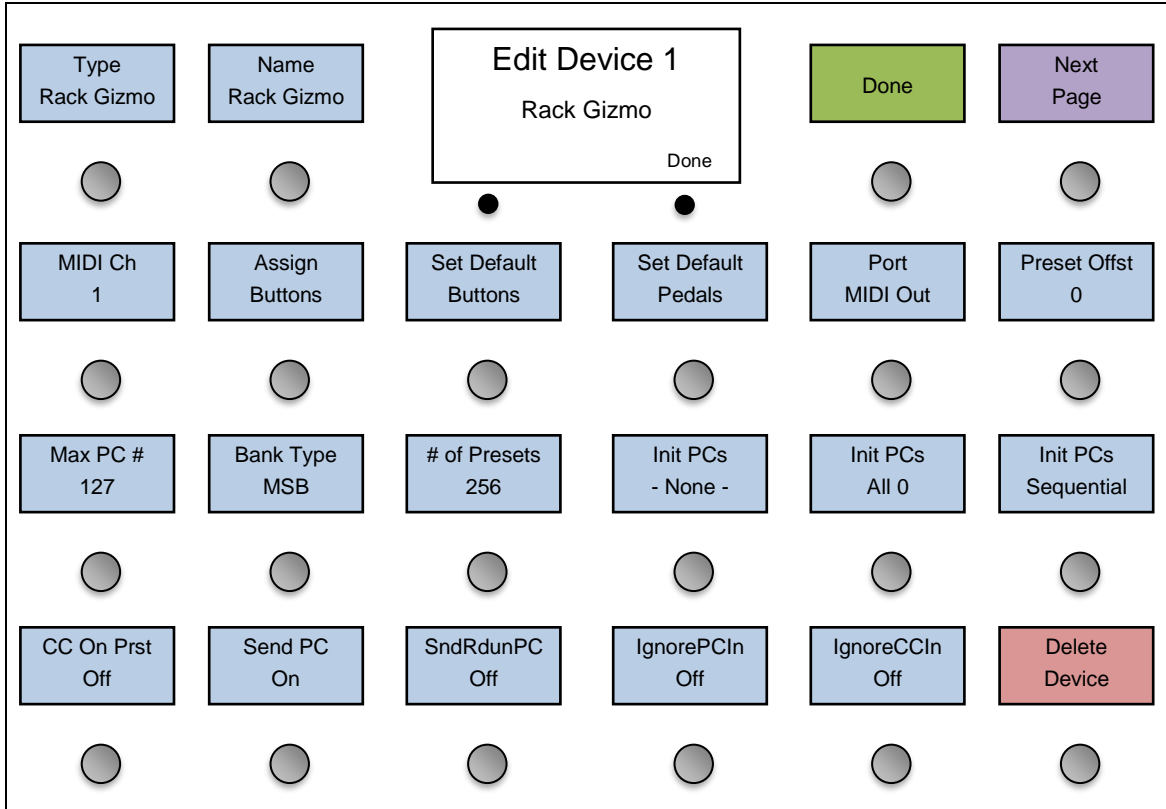 Type
Rack Gizmo
Name
Rack Gizmo
Edit Device 1
Rack Gizmo
Done
Done
Next
Page
MIDI Ch
1
Assign
Buttons
Set Default
Buttons
Set Default
Pedals
Port
MIDI Out
Preset Offst
0
Max PC #
127
Bank Type
MSB
# of Presets
256
Init PCs
- None -
Init PCs
All 0
Init PCs
Sequential
CC On Prst
Off
Send PC
On
SndRdunPC
Off
IgnorePCIn
Off
IgnoreCCIn
Off
Delete
Device